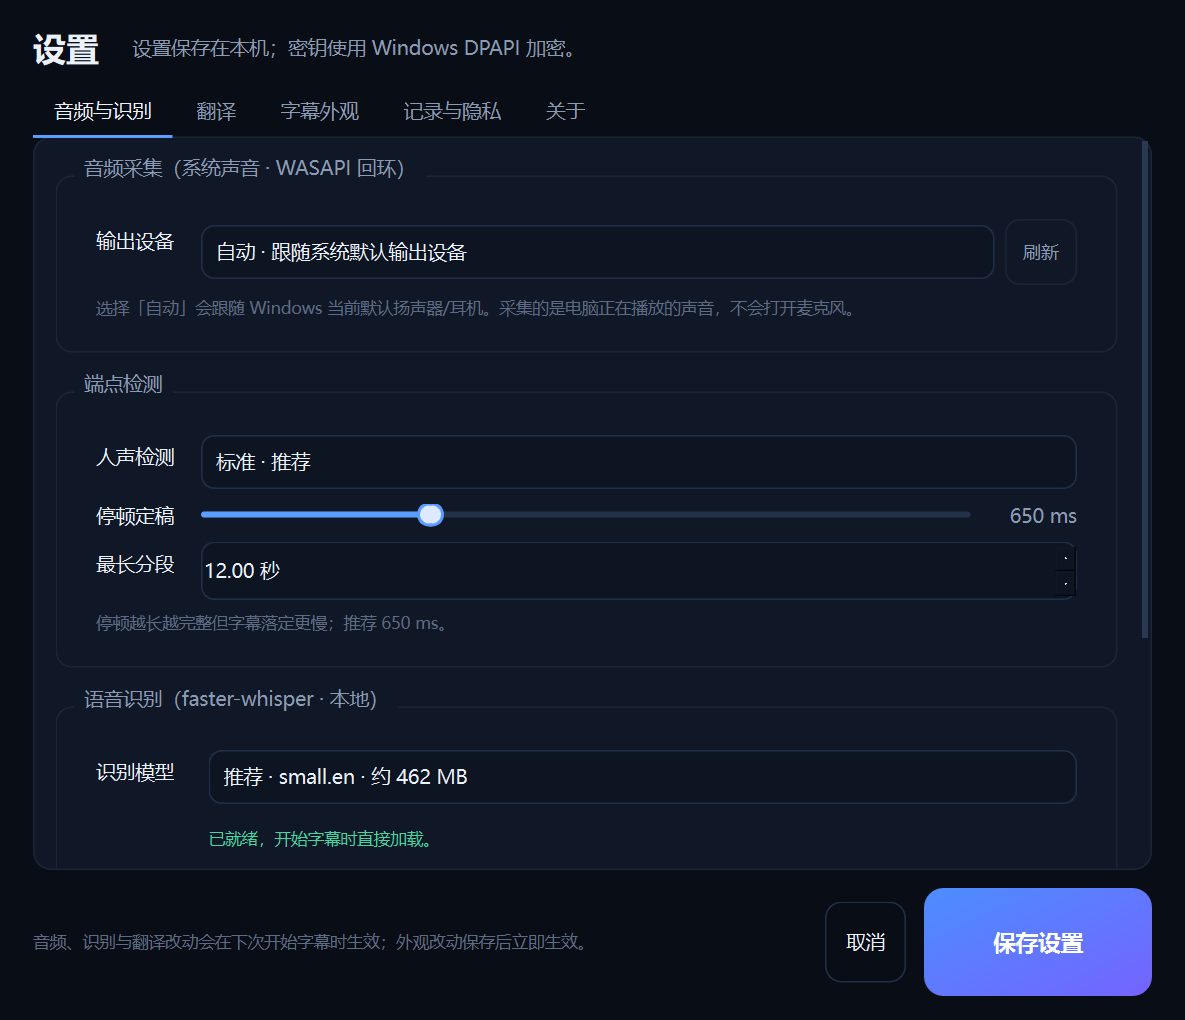 设置
设置保存在本机；密钥使用 Windows DPAPI 加密。
音频与识别 翻译 字幕外观 记录与隐私 关于
音频采集（系统声音 · WASAPI 回环）
输出设备 自动 · 跟随系统默认输出设备 刷新
选择「自动」会跟随 Windows 当前默认扬声器/耳机。采集的是电脑正在播放的声音，不会打开麦克风。
端点检测
人声检测 标准 · 推荐
停顿定稿 650 ms
最长分段 12.00 秒
停顿越长越完整但字幕落定更慢；推荐 650 ms。
语音识别（faster-whisper · 本地）
识别模型 推荐 · small.en · 约 462 MB
已就绪，开始字幕时直接加载。
音频、识别与翻译改动会在下次开始字幕时生效；外观改动保存后立即生效。
取消 保存设置